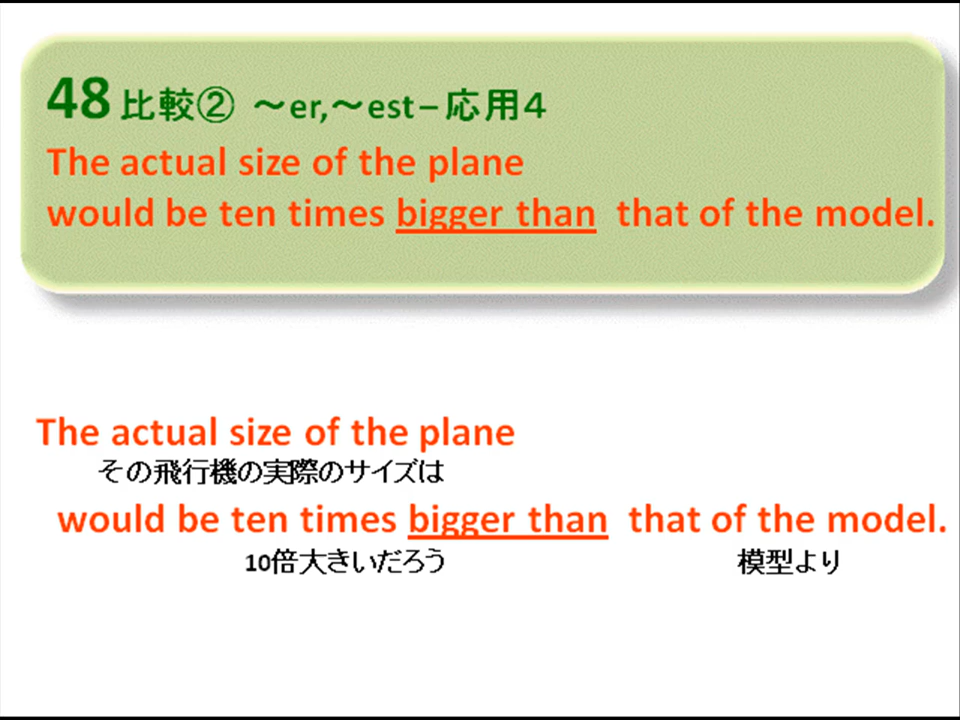 48 比較② ～er,～est－応用４
The actual size of the plane
would be ten times bigger than that of the model.
The actual size of the plane
その飛行機の実際のサイズは
would be ten times bigger than that of the model.
10倍大きいだろう 模型より